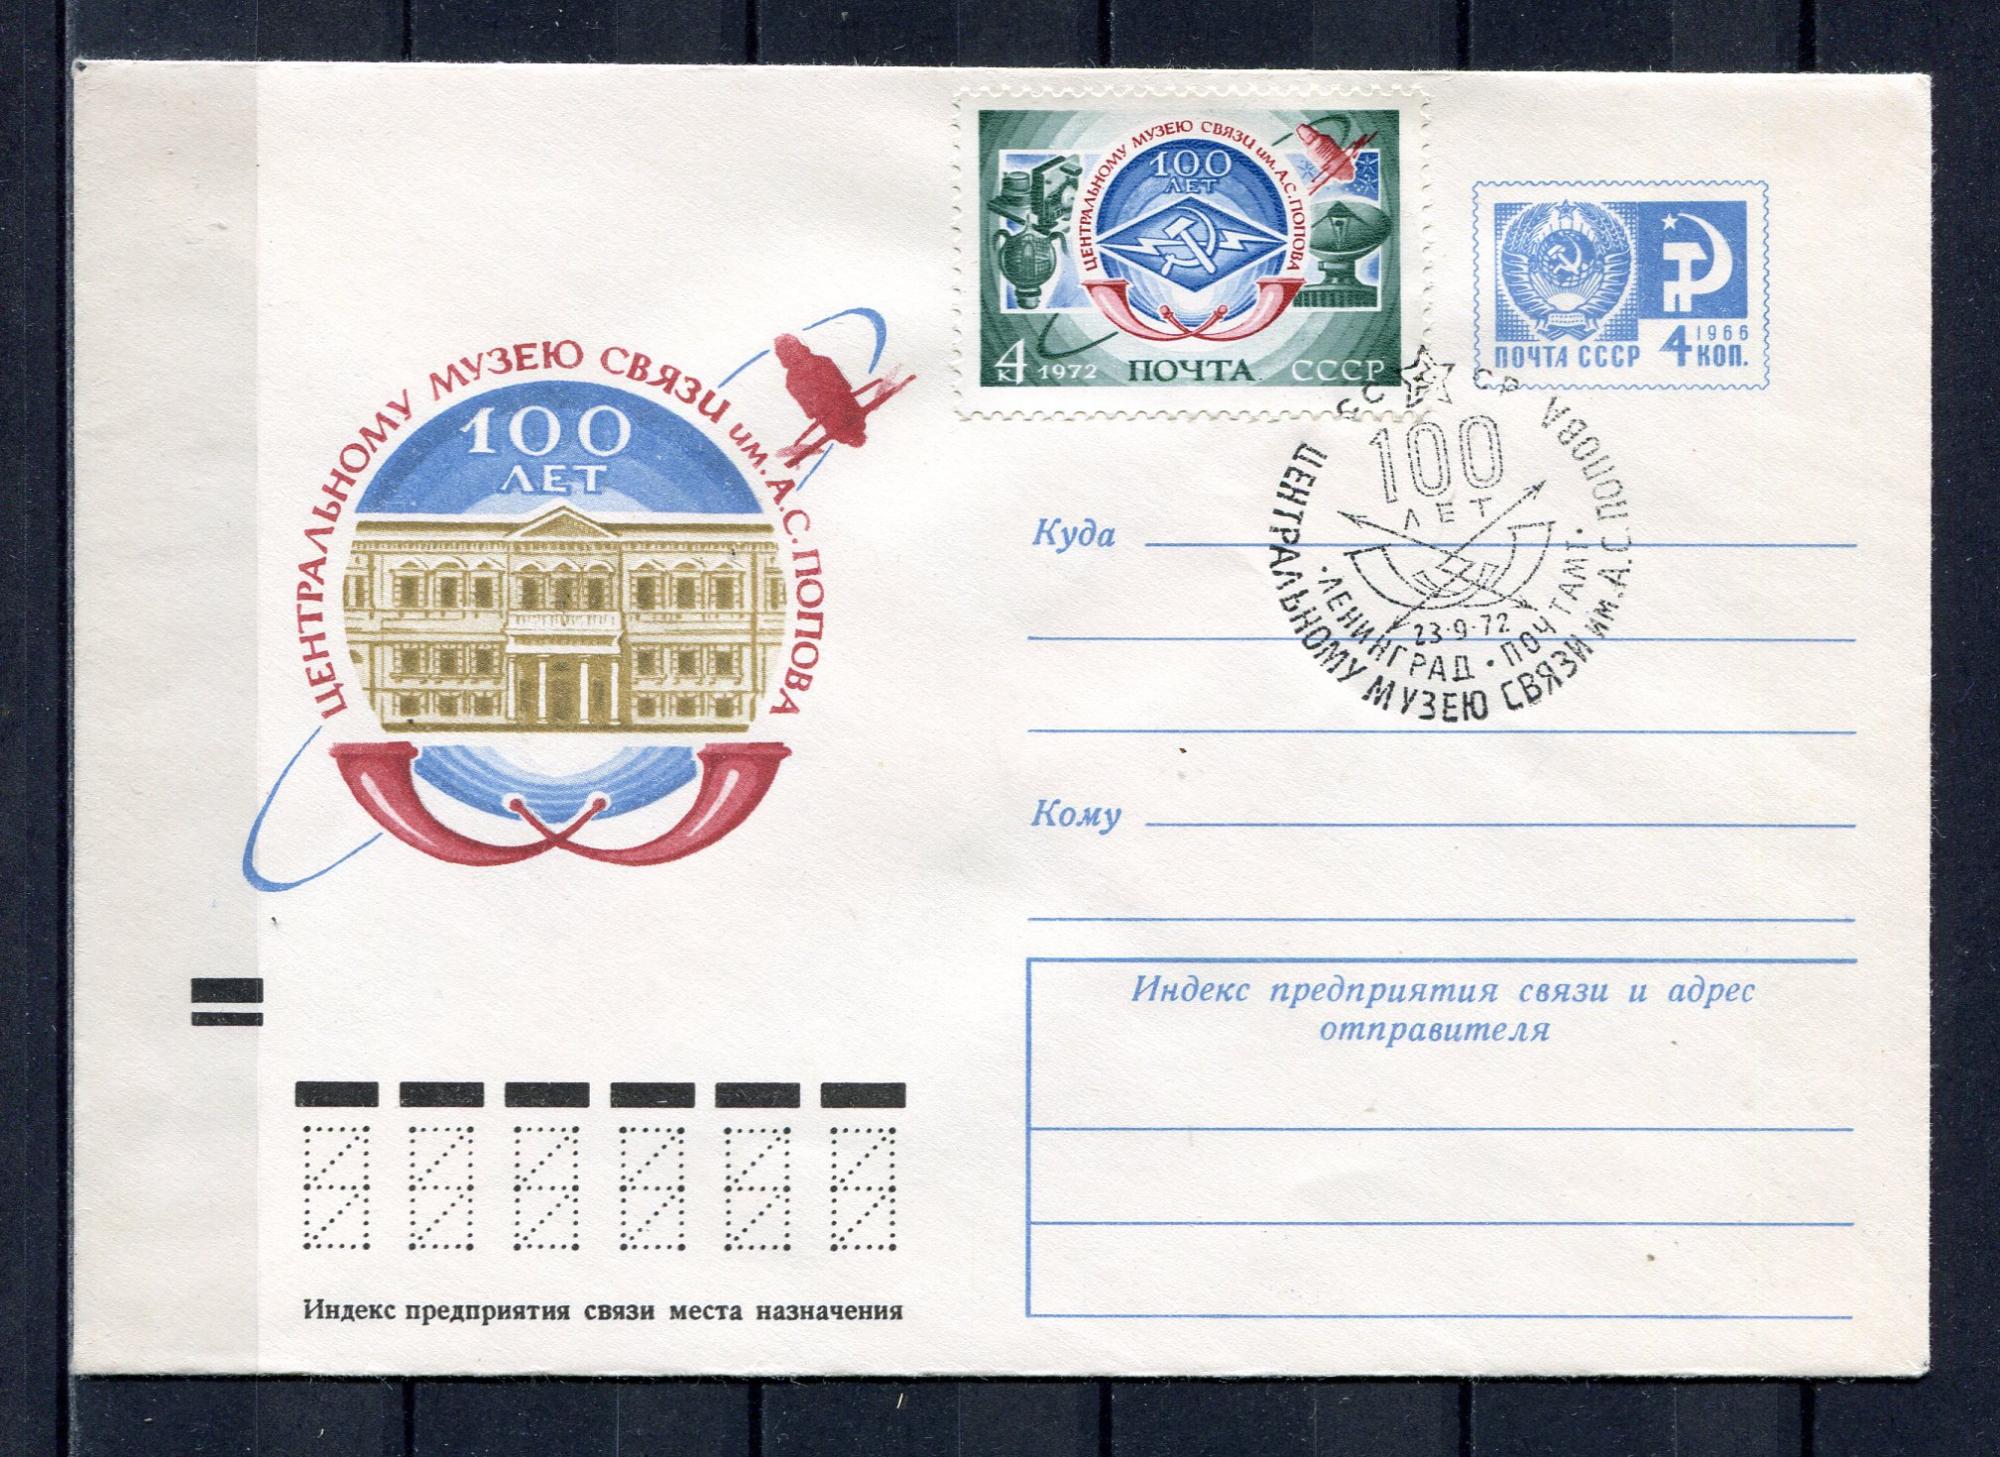 ЦЕНТРАЛЬНОМУ МУЗЕЮ СВЯЗИ им. А.С. ПОПОВА
100
ЛЕТ
ЦЕНТРАЛЬНОМУ МУЗЕЮ СВЯЗИ им. А.С. ПОПОВА
100
ЛЕТ
4 к 1972 ПОЧТА СССР
1966
ПОЧТА СССР 4 КОП.
100
ЛЕТ
23·9·72
·ЛЕНИНГРАД·ПОЧТАМТ·
ЦЕНТРАЛЬНОМУ МУЗЕЮ СВЯЗИ им. А.С. ПОПОВА
Куда
Кому
Индекс предприятия связи и адрес
отправителя
Индекс предприятия связи места назначения